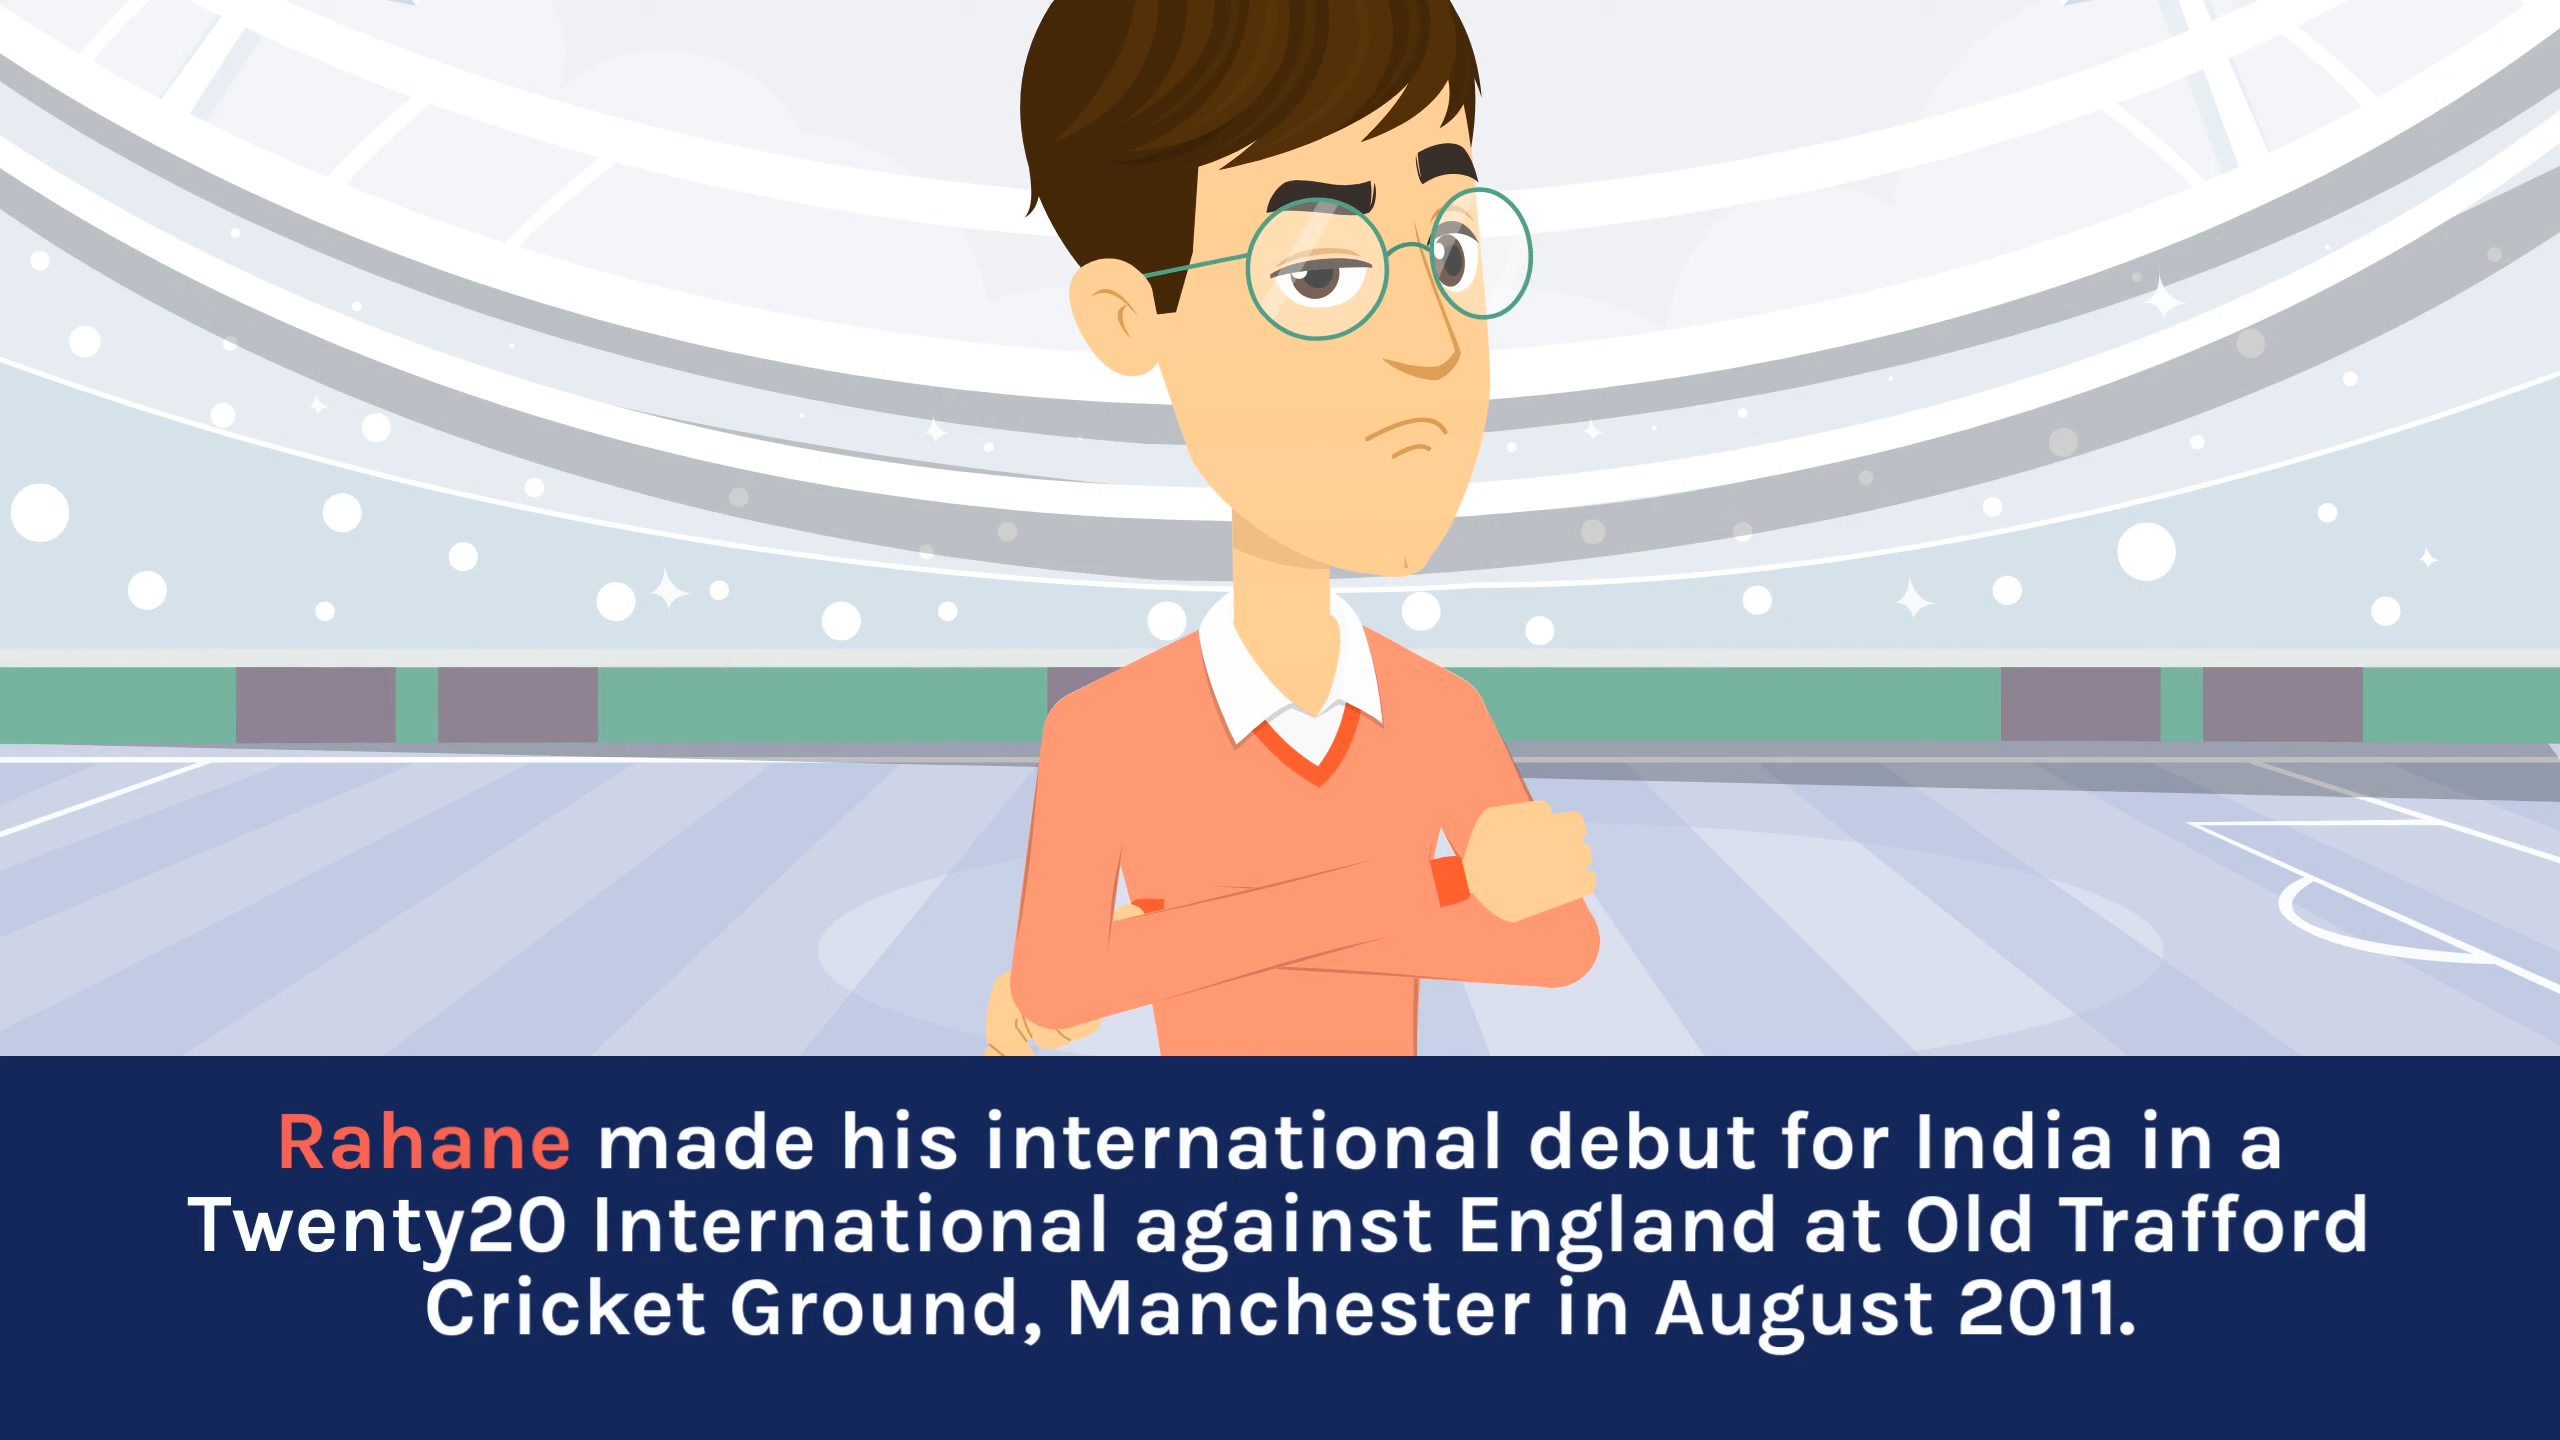 Rahane made his international debut for India in a
Twenty20 International against England at Old Trafford
Cricket Ground, Manchester in August 2011.